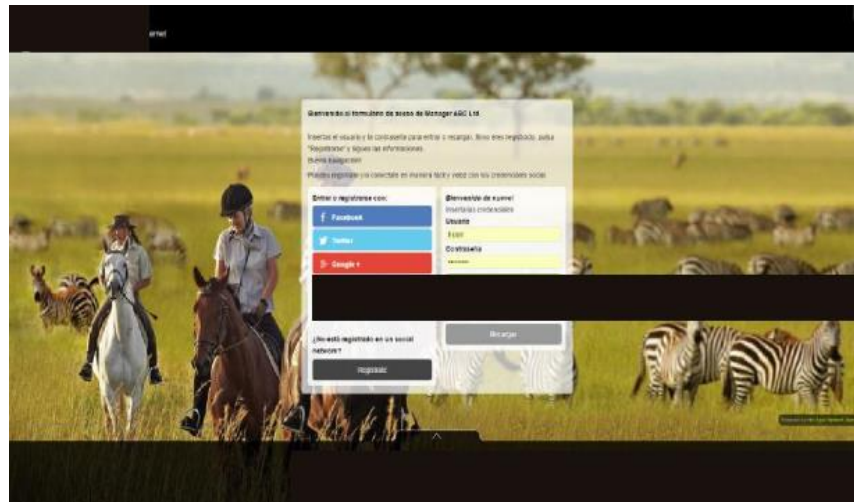 ernet
Bienvenido al formulario de acceso de Manager ABC Ltd.
Insertas el usuario y la contraseña para entrar o recargar. Si no eres registrado, pulsa
"Registrarse" y sigues las informaciones.
Buena navegación!
Puedes registrarte y/o conectarte en manera fácil y veloz con tus credenciales social
Entrar o registrarse con:
Facebook
Twitter
Google +
¿No está registrado en un social
network?
Registrate
Bienvenido de nuevo!
Inserta las credenciales
Usuario
Contraseña
Recargar